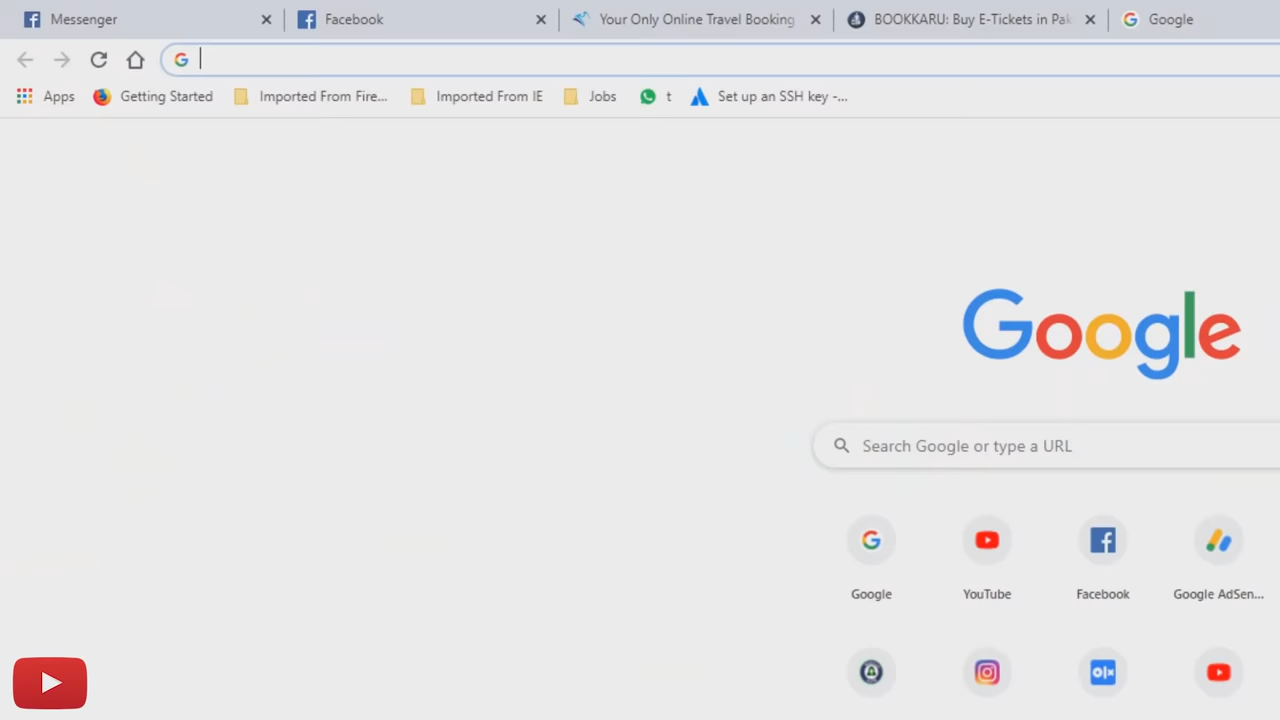 Messenger
Facebook
Your Only Online Travel Booking
BOOKKARU: Buy E-Tickets in Pak
Google
Apps
Getting Started
Imported From Fire...
Imported From IE
Jobs
t
Set up an SSH key -...
Google
Search Google or type a URL
Google
YouTube
Facebook
Google AdSen...
olx